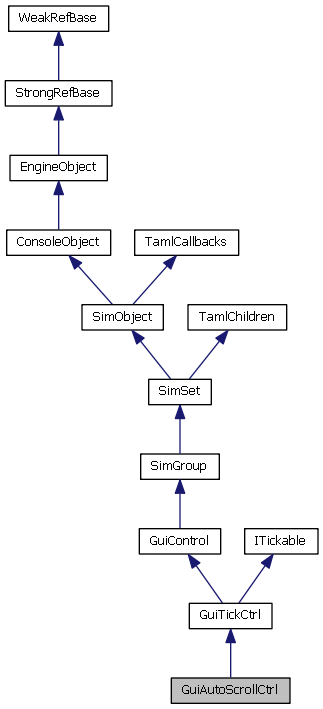 WeakRefBase
StrongRefBase
EngineObject
ConsoleObject
TamlCallbacks
SimObject
TamlChildren
SimSet
SimGroup
GuiControl
ITickable
GuiTickCtrl
GuiAutoScrollCtrl